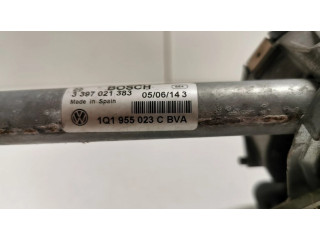 BOSCH
3 397 021 383 05/06/14 3
Made in Spain
1Q1 955 023 C BVA